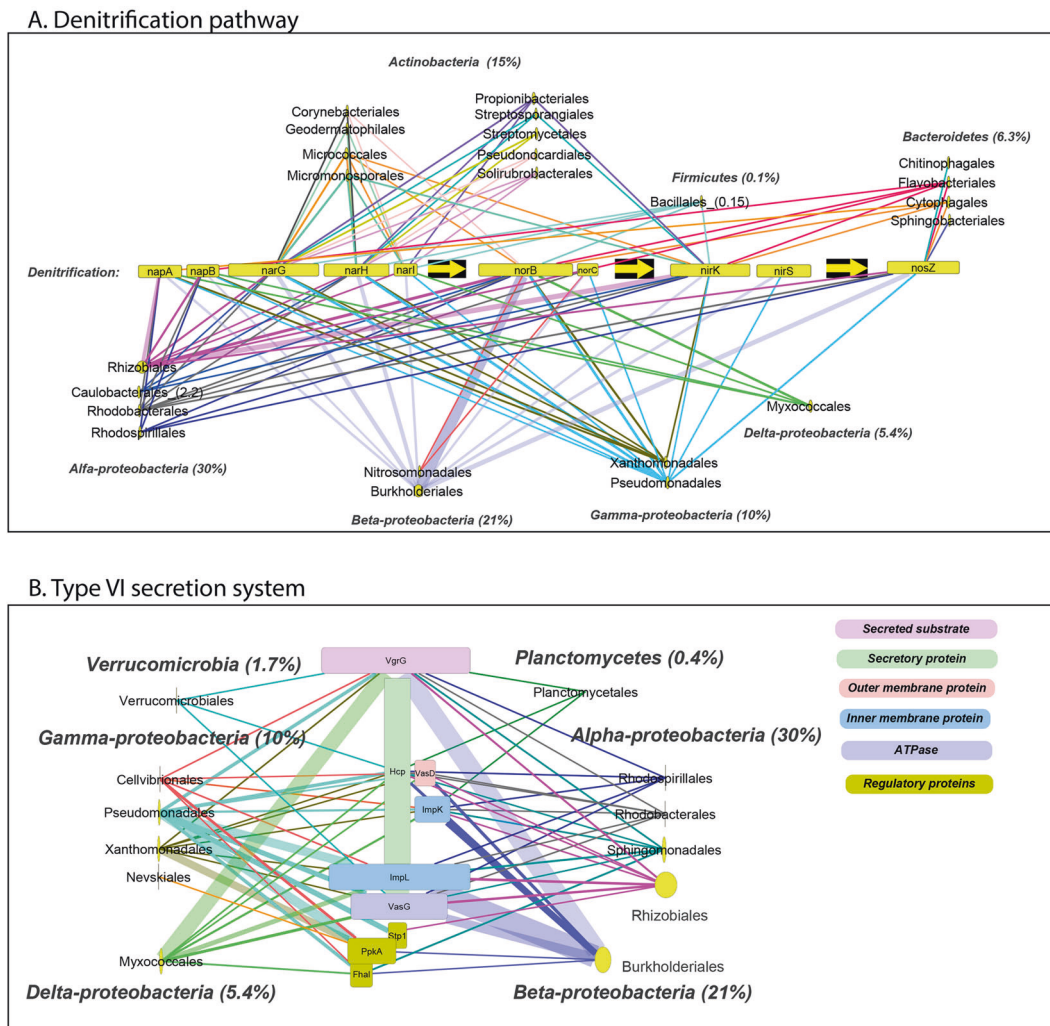 A. Denitrification pathway
Actinobacteria (15%)
Corynebacteriales
Geodermatophilales
Micrococcales
Micromonosporales
Propionibacteriales
Streptosporangiales
Streptomycetales
Pseudonocardiales
Solirubrobacterales
Firmicutes (0.1%)
Bacillales_(0.15)
Bacteroidetes (6.3%)
Chitinophagales
Flavobacteriales
Cytophagales
Sphingobacteriales
Denitrification: napA napB narG narH narI norB norC nirK nirS nosZ
Rhizobiales
Caulobacterales_(2.2)
Rhodobacterales
Rhodospirillales
Alfa-proteobacteria (30%)
Nitrosomonadales
Burkholderiales
Beta-proteobacteria (21%)
Xanthomonadales
Pseudomonadales
Gamma-proteobacteria (10%)
Myxococcales
Delta-proteobacteria (5.4%)
B. Type VI secretion system
Verrucomicrobia (1.7%)
Verrucomicrobiales
Gamma-proteobacteria (10%)
Cellvibrionales
Pseudomonadales
Xanthomonadales
Nevskiales
Myxococcales
Delta-proteobacteria (5.4%)
VgrG
Hcp
VasD
ImpK
ImpL
VasG
Stp1
PpkA
FhaI
Planctomycetes (0.4%)
Planctomycetales
Alpha-proteobacteria (30%)
Rhodospirillales
Rhodobacterales
Sphingomonadales
Rhizobiales
Burkholderiales
Beta-proteobacteria (21%)
Secreted substrate
Secretory protein
Outer membrane protein
Inner membrane protein
ATPase
Regulatory proteins